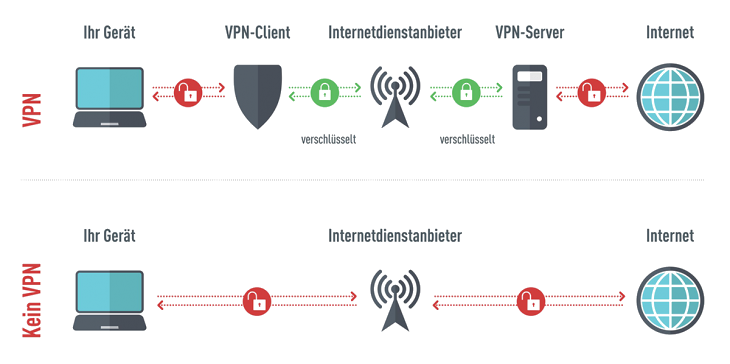 Ihr Gerät
VPN-Client
Internetdienstanbieter
VPN-Server
Internet
VPN
verschlüsselt
verschlüsselt
Ihr Gerät
Internetdienstanbieter
Internet
Kein VPN